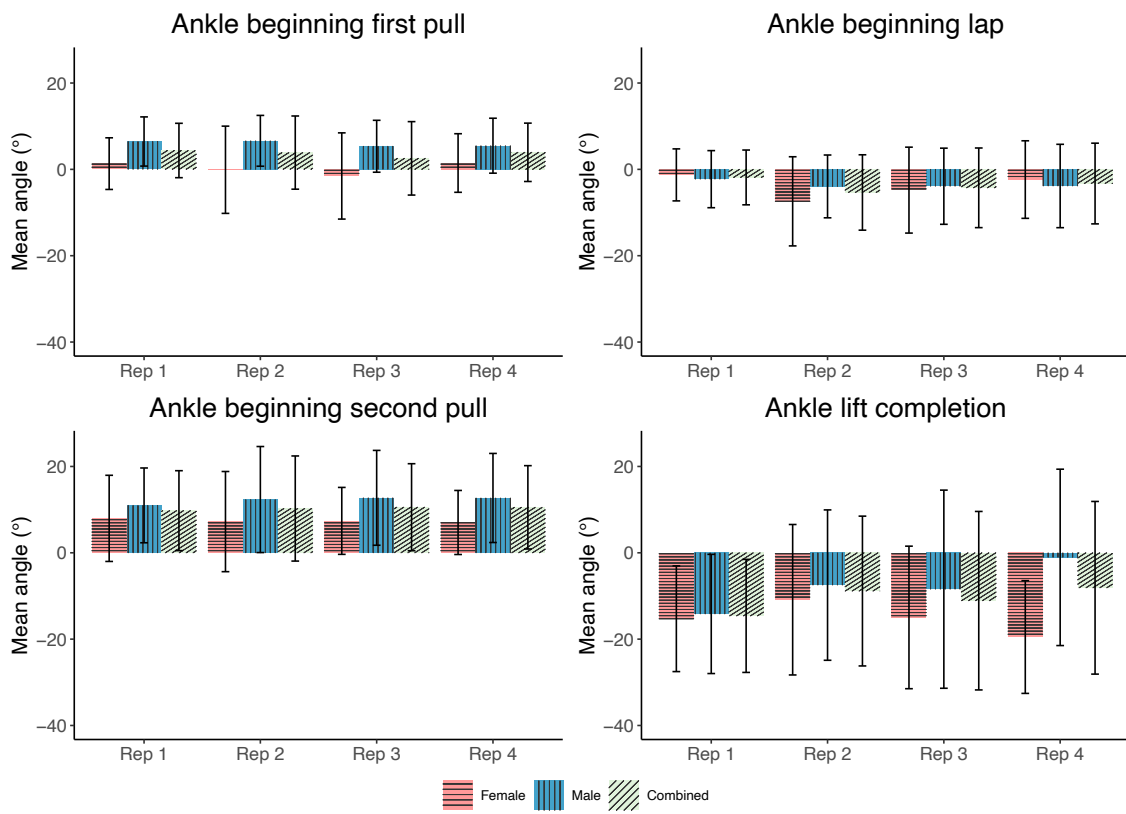 Ankle beginning first pull
Mean angle (°)
20
0
−20
−40
Rep 1 Rep 2 Rep 3 Rep 4
Ankle beginning lap
Mean angle (°)
20
0
−20
−40
Rep 1 Rep 2 Rep 3 Rep 4
Ankle beginning second pull
Mean angle (°)
20
0
−20
−40
Rep 1 Rep 2 Rep 3 Rep 4
Ankle lift completion
Mean angle (°)
20
0
−20
−40
Rep 1 Rep 2 Rep 3 Rep 4
Female Male Combined